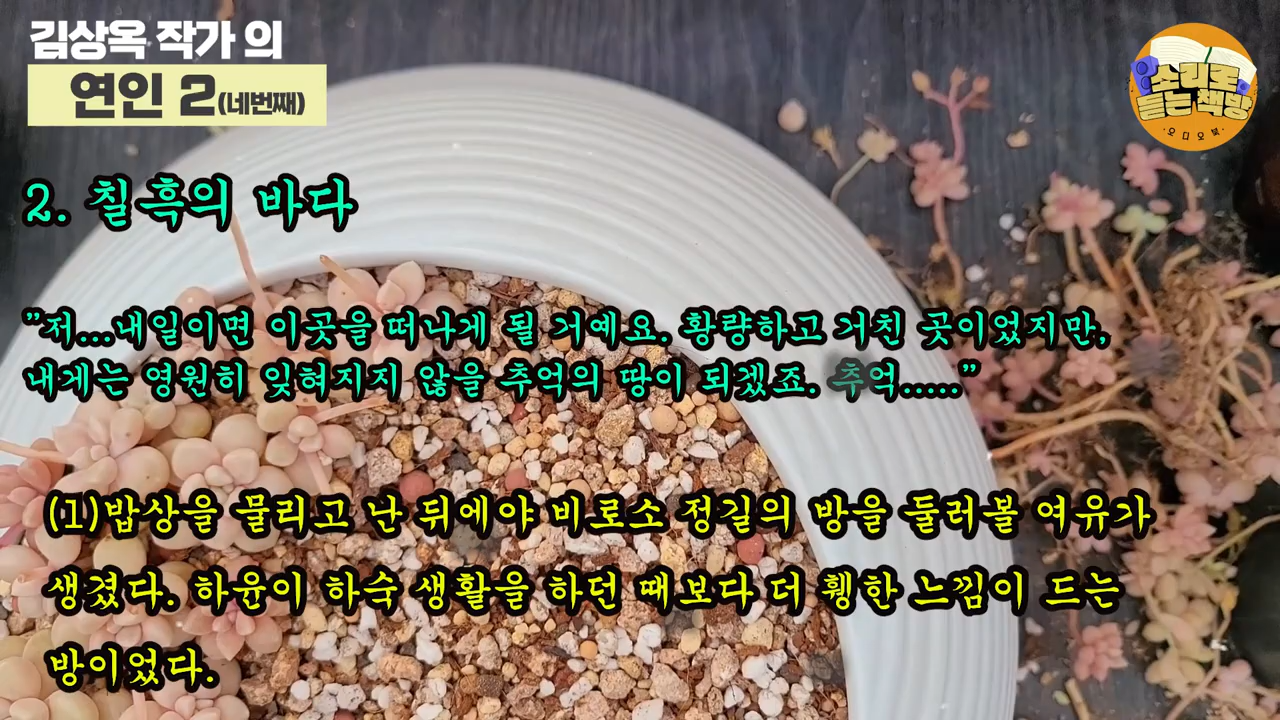 김상옥 작가 의
연인 2(네번째)
소리로
듣는 책방
·오디오북·
2. 칠흑의 바다
"저...내일이면 이곳을 떠나게 될 거예요. 황량하고 거친 곳이었지만,
내게는 영원히 잊혀지지 않을 추억의 땅이 되겠죠. 추억....."
(1)밥상을 물리고 난 뒤에야 비로소 정길의 방을 둘러볼 여유가
생겼다. 하윤이 하숙 생활을 하던 때보다 더 휑한 느낌이 드는
방이었다.